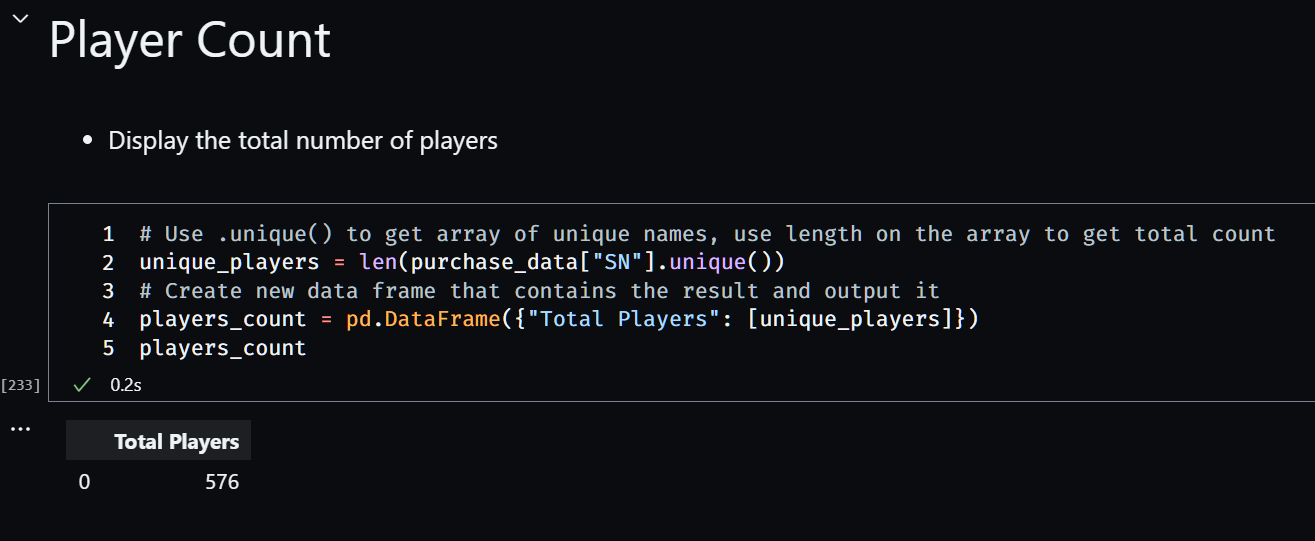 Player Count
• Display the total number of players
1 # Use .unique() to get array of unique names, use length on the array to get total count
2 unique_players = len(purchase_data["SN"].unique())
3 # Create new data frame that contains the result and output it
4 players_count = pd.DataFrame({"Total Players": [unique_players]})
5 players_count
[233] ✓ 0.2s
...
Total Players
0 576